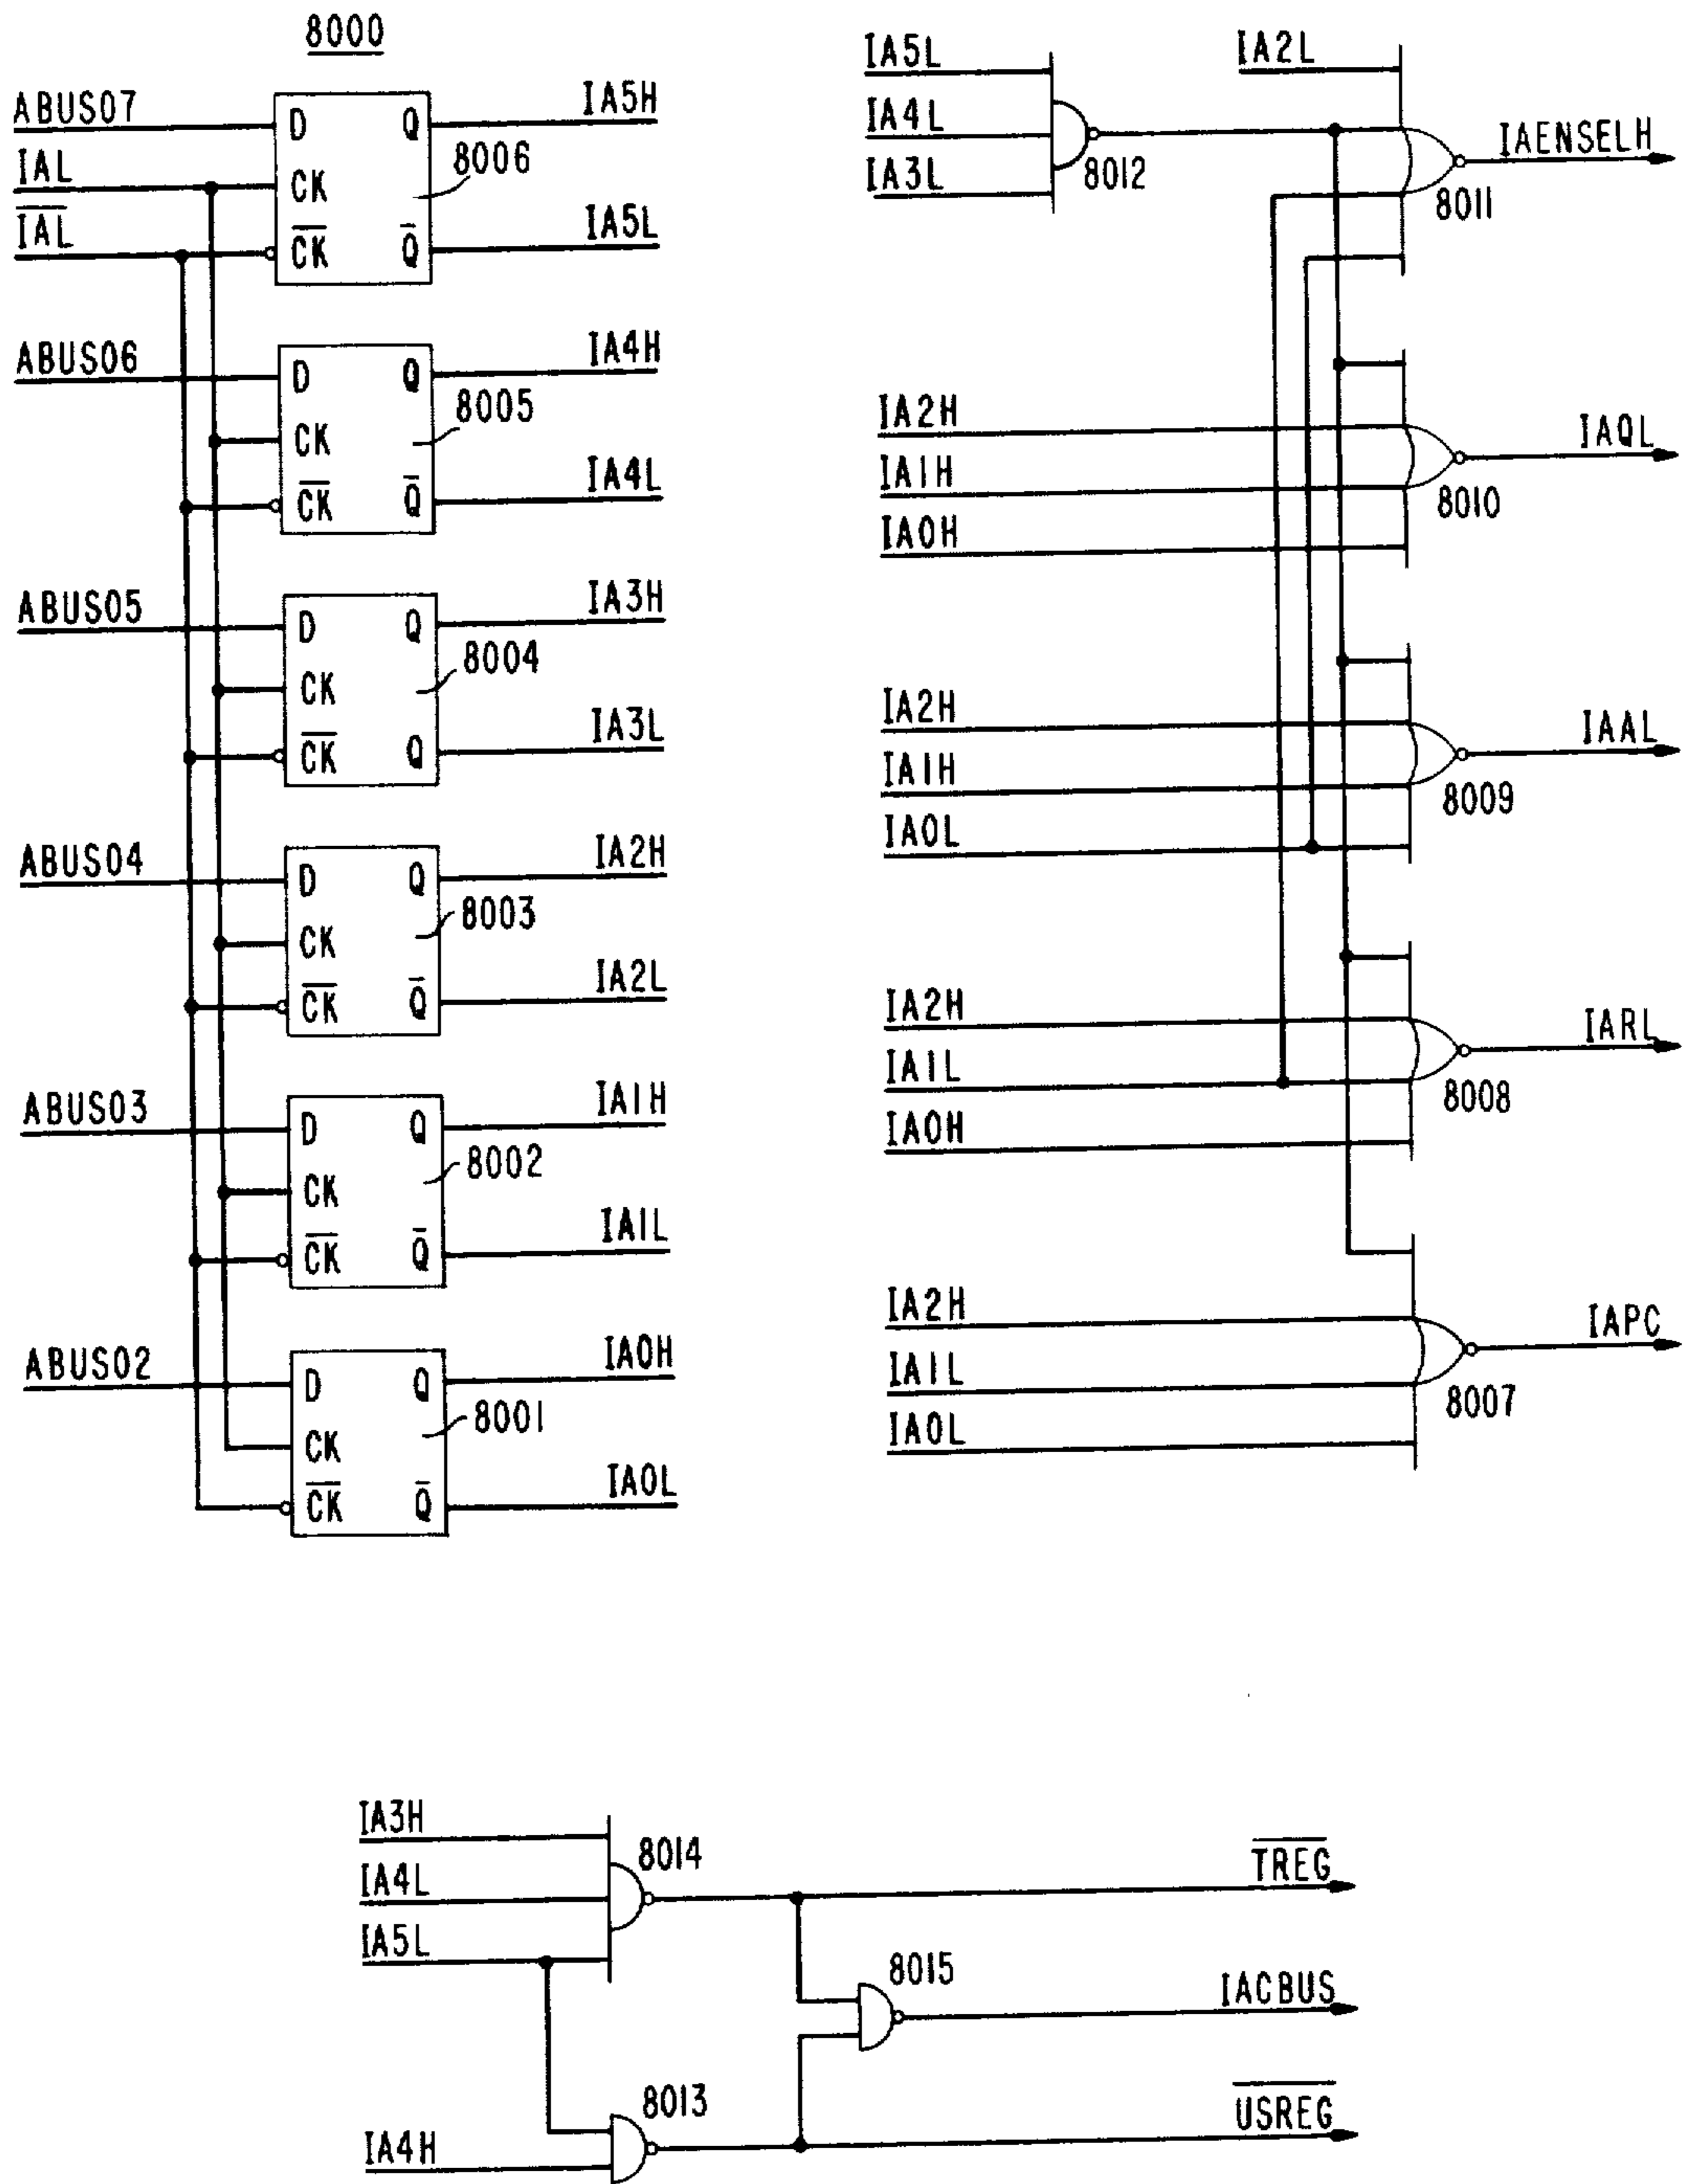 8000
ABUS07
IAL
IAL
D Q
CK
CK Q
8006
IA5H
IA5L
ABUS06
D Q
CK
CK Q
8005
IA4H
IA4L
ABUS05
D Q
CK
CK Q
8004
IA3H
IA3L
ABUS04
D Q
CK
CK Q
8003
IA2H
IA2L
ABUS03
D Q
CK
CK Q
8002
IA1H
IA1L
ABUS02
D Q
CK
CK Q
8001
IA0H
IA0L
IA5L
IA4L
IA3L
8012
IA2L
8011
IAENSELH
IA2H
IA1H
IA0H
8010
IAQL
IA2H
IA1H
IA0L
8009
IAAL
IA2H
IA1L
IA0H
8008
IARL
IA2H
IA1L
IA0L
8007
IAPC
IA3H
IA4L
IA5L
8014
TREG
8015
IACBUS
IA4H
8013
USREG